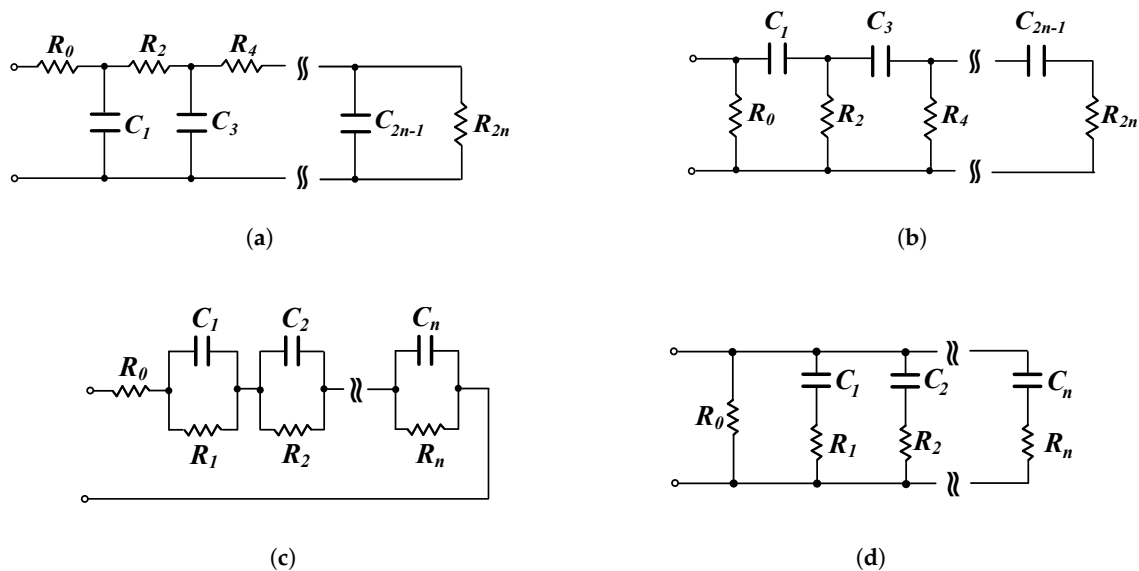 R₀ R₂ R₄
C₁ C₃ C₂ₙ₋₁ R₂ₙ
(a)
C₁ C₃ C₂ₙ₋₁
R₀ R₂ R₄ R₂ₙ
(b)
C₁ C₂ Cₙ
R₀
R₁ R₂ Rₙ
(c)
C₁ C₂ Cₙ
R₀ R₁ R₂ Rₙ
(d)